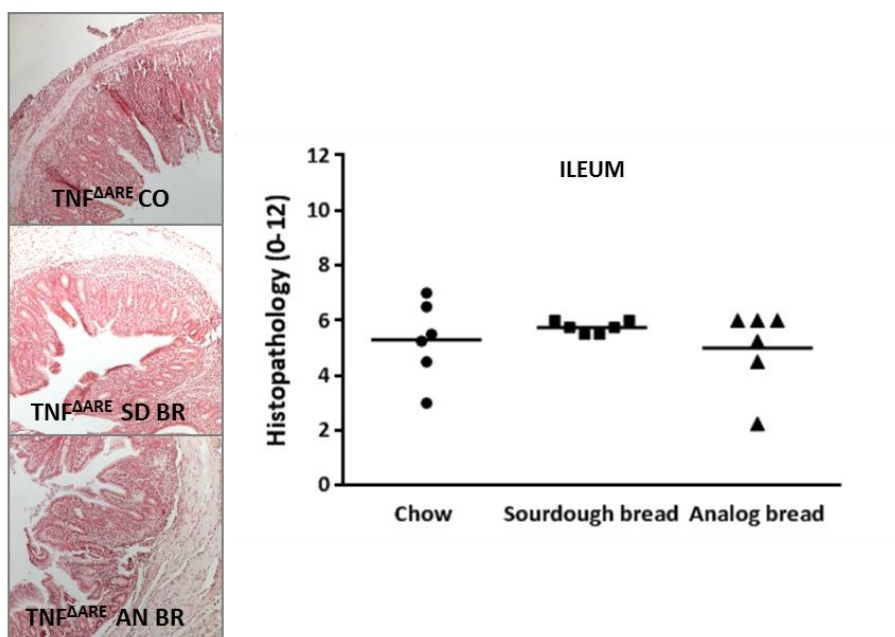 TNFΔARE CO
TNFΔARE SD BR
TNFΔARE AN BR
ILEUM
Histopathology (0-12)
12
10
8
6
4
2
0
Chow Sourdough bread Analog bread